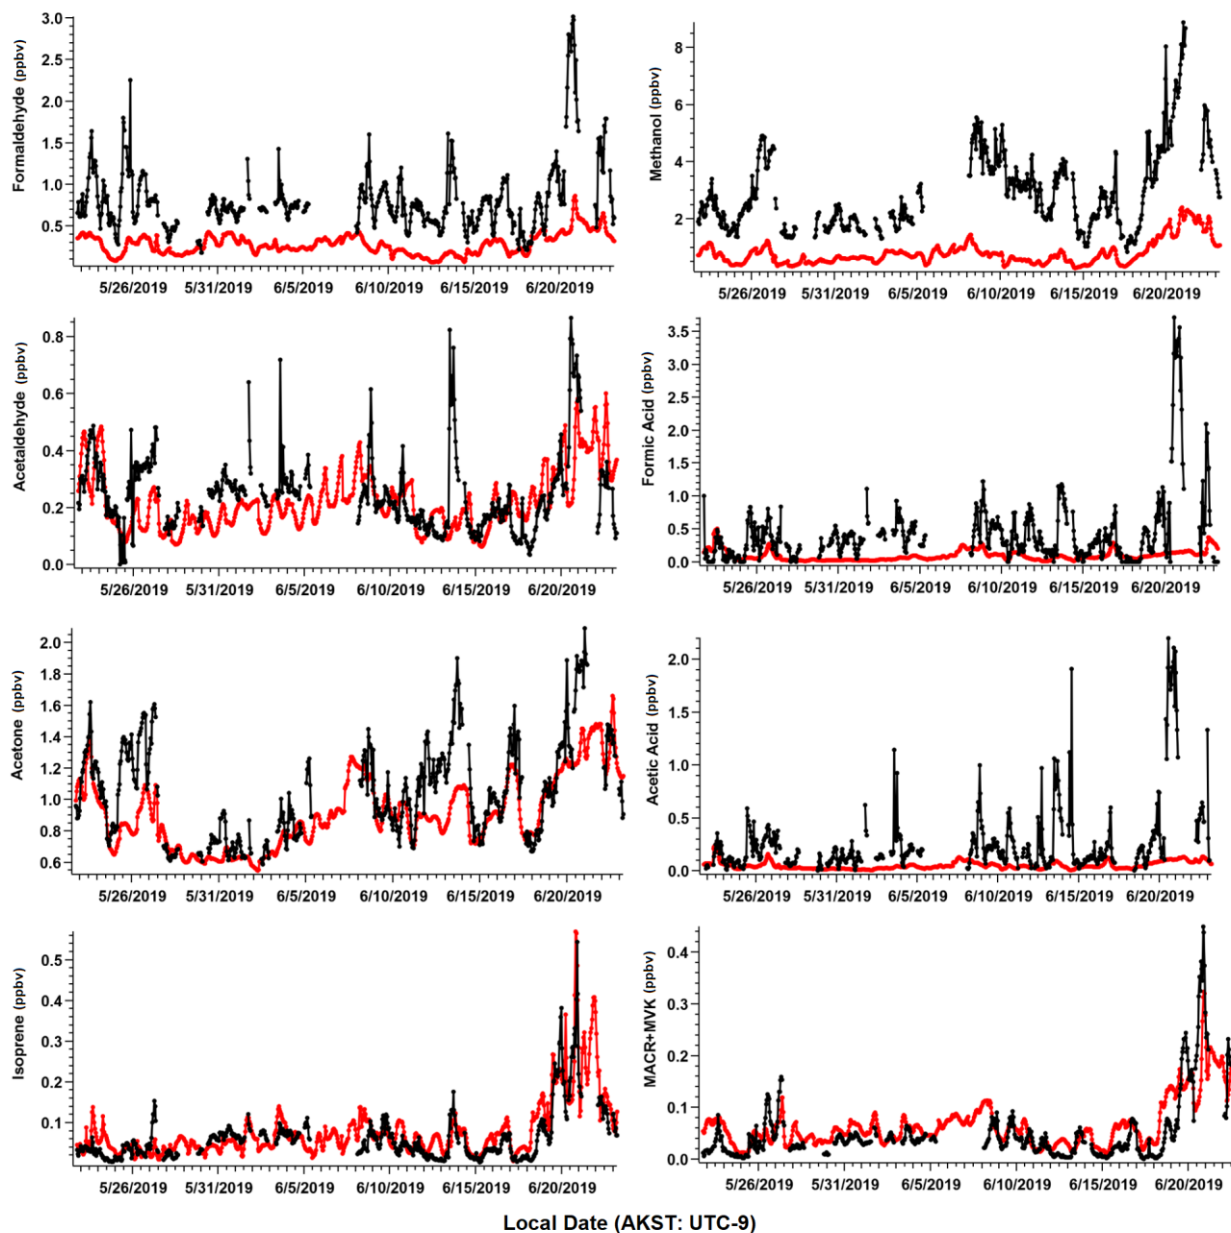 Formaldehyde (ppbv)
3.0
2.5
2.0
1.5
1.0
0.5
5/26/2019 5/31/2019 6/5/2019 6/10/2019 6/15/2019 6/20/2019
Methanol (ppbv)
8
6
4
2
5/26/2019 5/31/2019 6/5/2019 6/10/2019 6/15/2019 6/20/2019
Acetaldehyde (ppbv)
0.8
0.6
0.4
0.2
0.0
5/26/2019 5/31/2019 6/5/2019 6/10/2019 6/15/2019 6/20/2019
Formic Acid (ppbv)
3.5
3.0
2.5
2.0
1.5
1.0
0.5
0.0
5/26/2019 5/31/2019 6/5/2019 6/10/2019 6/15/2019 6/20/2019
Acetone (ppbv)
2.0
1.8
1.6
1.4
1.2
1.0
0.8
0.6
5/26/2019 5/31/2019 6/5/2019 6/10/2019 6/15/2019 6/20/2019
Acetic Acid (ppbv)
2.0
1.5
1.0
0.5
0.0
5/26/2019 5/31/2019 6/5/2019 6/10/2019 6/15/2019 6/20/2019
Isoprene (ppbv)
0.5
0.4
0.3
0.2
0.1
5/26/2019 5/31/2019 6/5/2019 6/10/2019 6/15/2019 6/20/2019
MACR+MVK (ppbv)
0.4
0.3
0.2
0.1
0.0
5/26/2019 5/31/2019 6/5/2019 6/10/2019 6/15/2019 6/20/2019
Local Date (AKST: UTC-9)